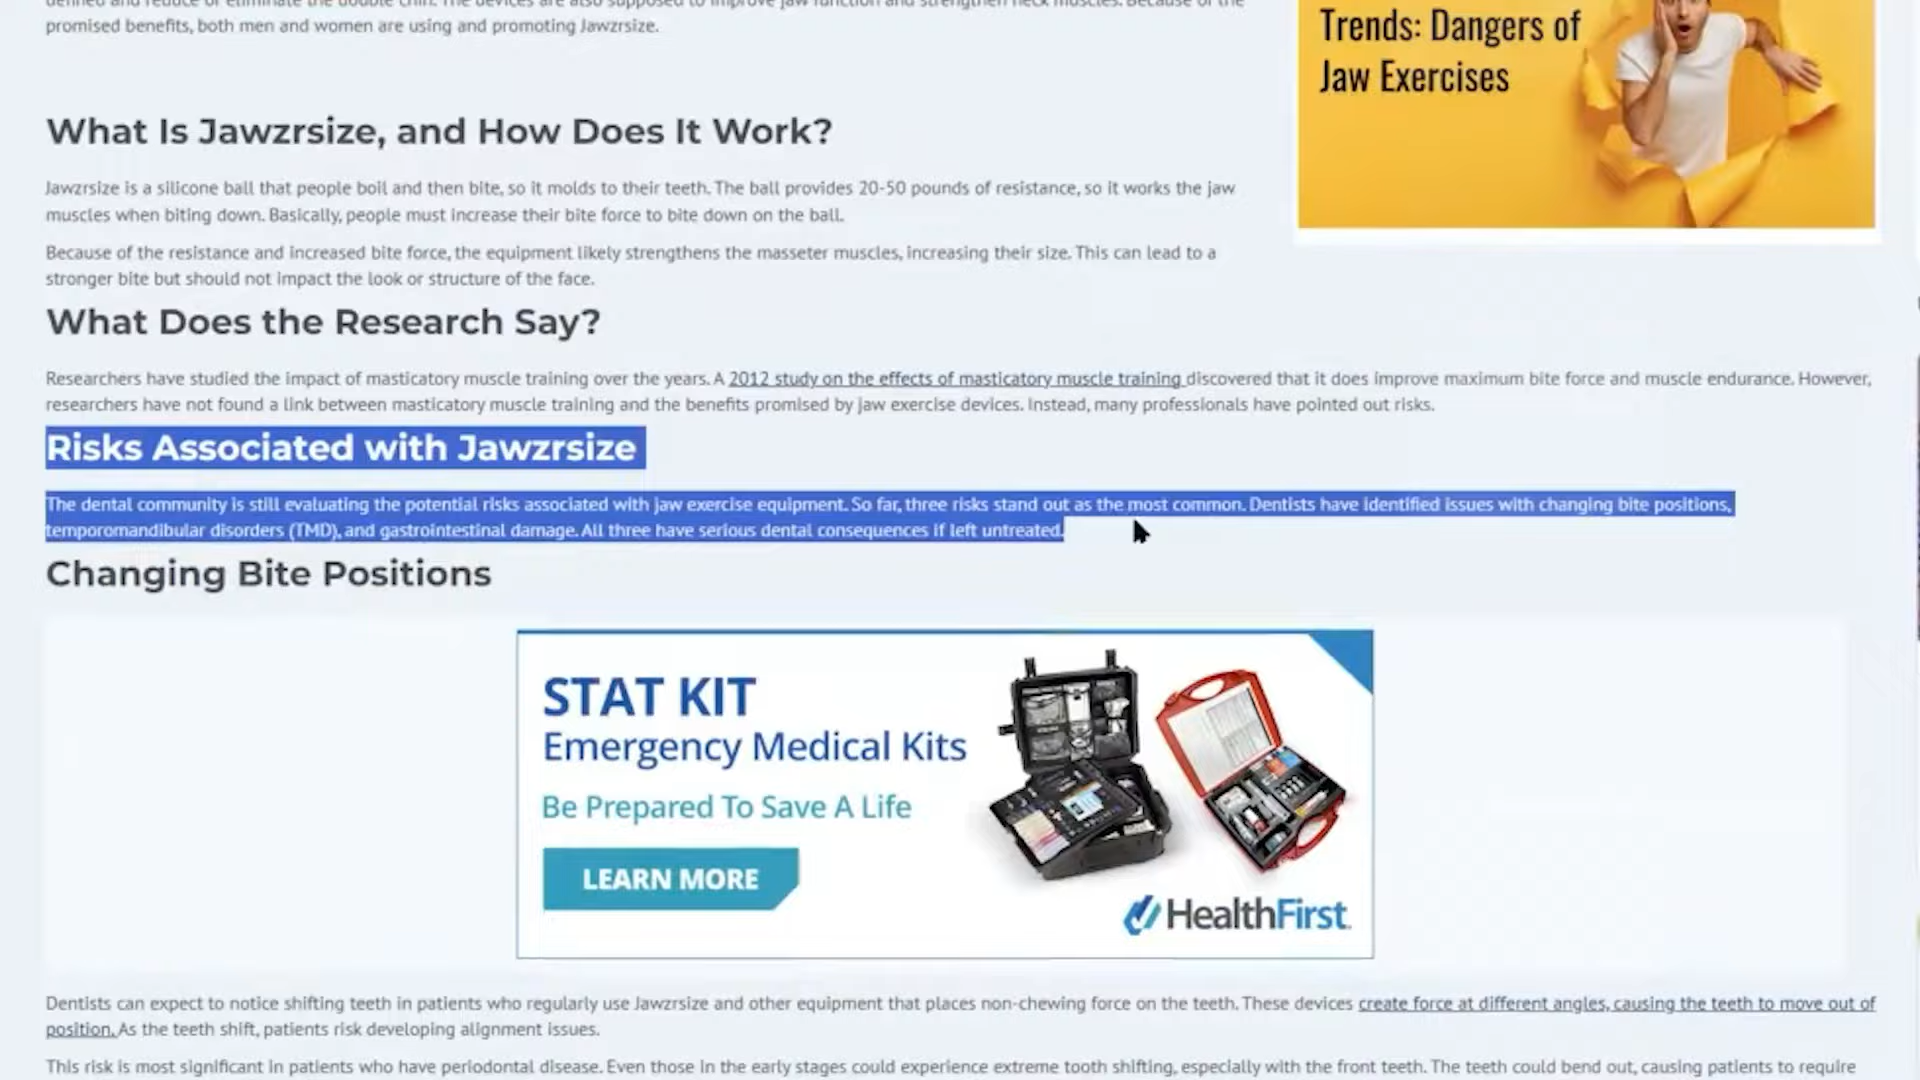 promised benefits, both men and women are using and promoting Jawzrsize.
Trends: Dangers of
Jaw Exercises
What Is Jawzrsize, and How Does It Work?
Jawzrsize is a silicone ball that people boil and then bite, so it molds to their teeth. The ball provides 20-50 pounds of resistance, so it works the jaw
muscles when biting down. Basically, people must increase their bite force to bite down on the ball.
Because of the resistance and increased bite force, the equipment likely strengthens the masseter muscles, increasing their size. This can lead to a
stronger bite but should not impact the look or structure of the face.
What Does the Research Say?
Researchers have studied the impact of masticatory muscle training over the years. A 2012 study on the effects of masticatory muscle training discovered that it does improve maximum bite force and muscle endurance. However,
researchers have not found a link between masticatory muscle training and the benefits promised by jaw exercise devices. Instead, many professionals have pointed out risks.
Risks Associated with Jawzrsize
The dental community is still evaluating the potential risks associated with jaw exercise equipment. So far, three risks stand out as the most common. Dentists have identified issues with changing bite positions,
temporomandibular disorders (TMD), and gastrointestinal damage. All three have serious dental consequences if left untreated.
Changing Bite Positions
STAT KIT
Emergency Medical Kits
Be Prepared To Save A Life
LEARN MORE
HealthFirst
Dentists can expect to notice shifting teeth in patients who regularly use Jawzrsize and other equipment that places non-chewing force on the teeth. These devices create force at different angles, causing the teeth to move out of
position. As the teeth shift, patients risk developing alignment issues.
This risk is most significant in patients who have periodontal disease. Even those in the early stages could experience extreme tooth shifting, especially with the front teeth. The teeth could bend out, causing patients to require